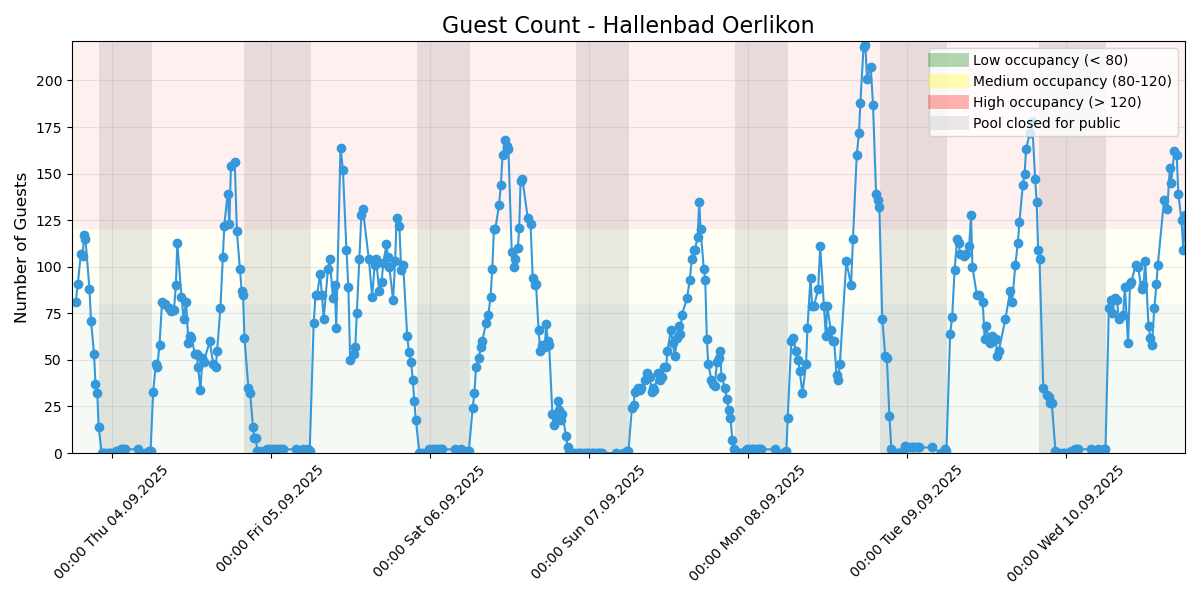 Guest Count - Hallenbad Oerlikon
Number of Guests
200
175
150
125
100
75
50
25
0
Low occupancy (< 80)
Medium occupancy (80-120)
High occupancy (> 120)
Pool closed for public
00:00 Thu 04.09.2025
00:00 Fri 05.09.2025
00:00 Sat 06.09.2025
00:00 Sun 07.09.2025
00:00 Mon 08.09.2025
00:00 Tue 09.09.2025
00:00 Wed 10.09.2025